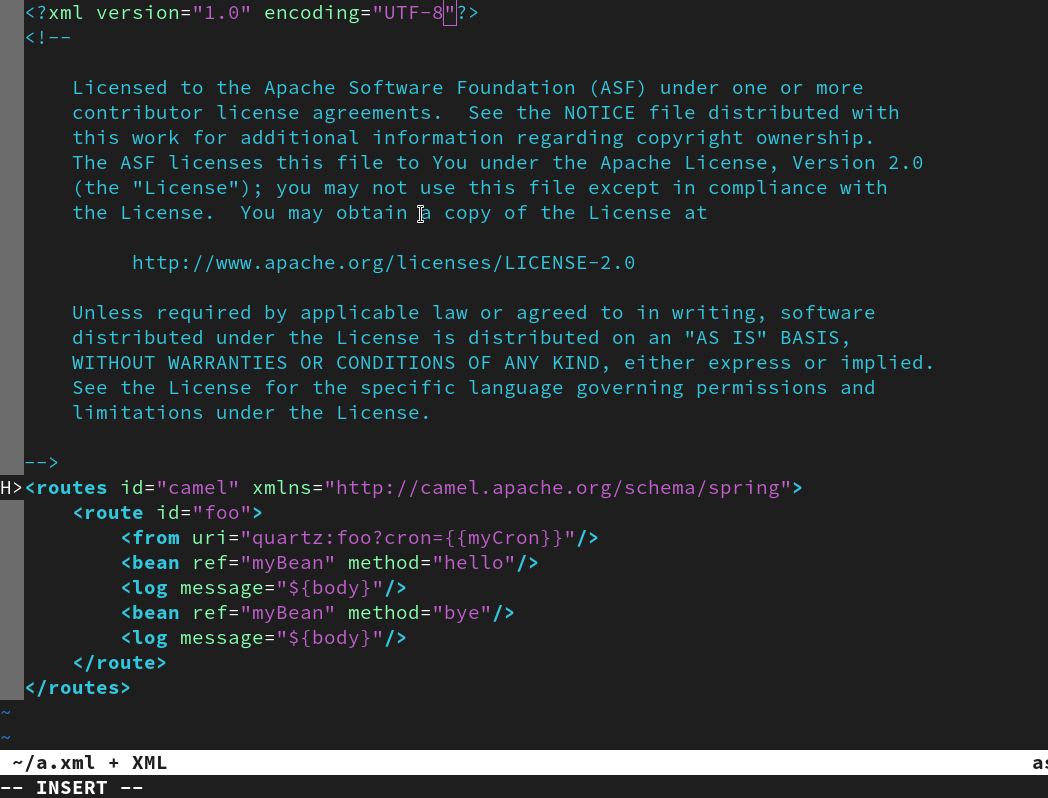 <?xml version="1.0" encoding="UTF-8"?>
<!--

    Licensed to the Apache Software Foundation (ASF) under one or more
    contributor license agreements.  See the NOTICE file distributed with
    this work for additional information regarding copyright ownership.
    The ASF licenses this file to You under the Apache License, Version 2.0
    (the "License"); you may not use this file except in compliance with
    the License.  You may obtain a copy of the License at

         http://www.apache.org/licenses/LICENSE-2.0

    Unless required by applicable law or agreed to in writing, software
    distributed under the License is distributed on an "AS IS" BASIS,
    WITHOUT WARRANTIES OR CONDITIONS OF ANY KIND, either express or implied.
    See the License for the specific language governing permissions and
    limitations under the License.

-->
H><routes id="camel" xmlns="http://camel.apache.org/schema/spring">
    <route id="foo">
        <from uri="quartz:foo?cron={{myCron}}"/>
        <bean ref="myBean" method="hello"/>
        <log message="${body}"/>
        <bean ref="myBean" method="bye"/>
        <log message="${body}"/>
    </route>
</routes>
~
~
~/a.xml + XML
-- INSERT --